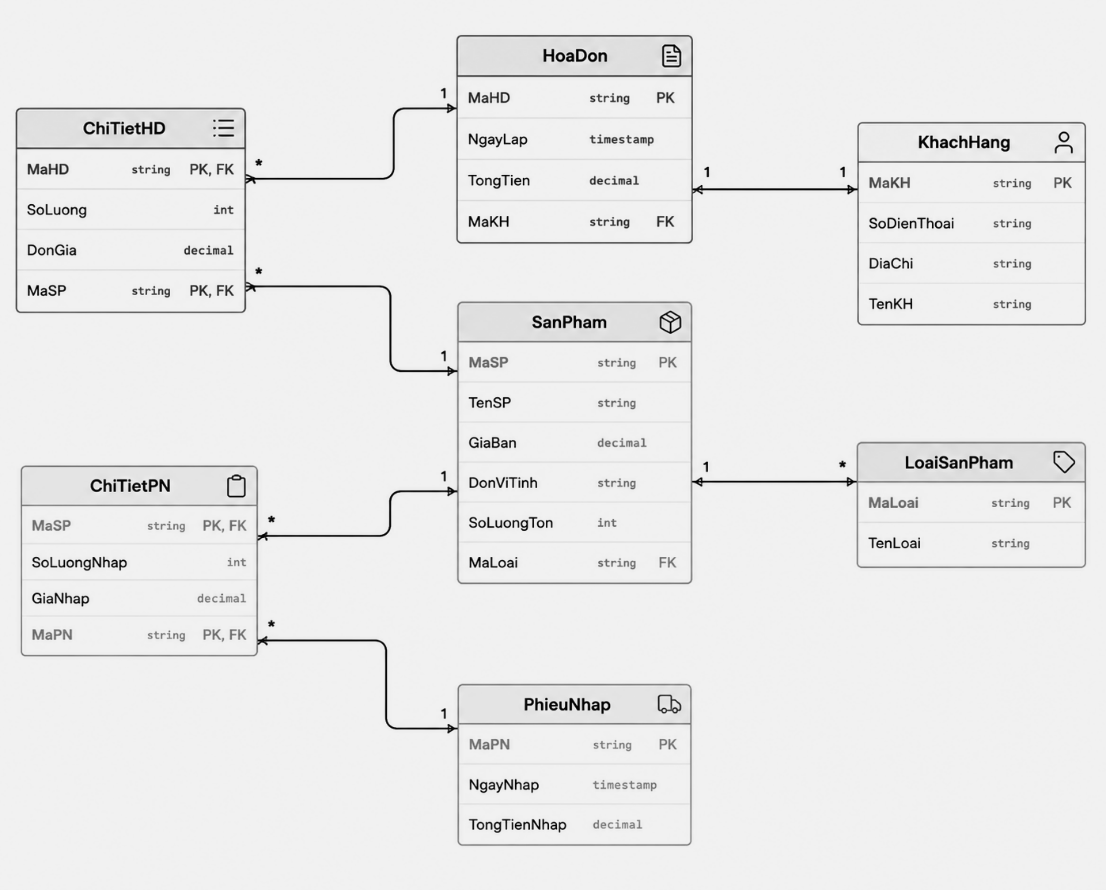 HoaDon
MaHD string PK
NgayLap timestamp
TongTien decimal
MaKH string FK
ChiTietHD
MaHD string PK, FK
SoLuong int
DonGia decimal
MaSP string PK, FK
KhachHang
MaKH string PK
SoDienThoai string
DiaChi string
TenKH string
* 1
1 1
* 1
SanPham
MaSP string PK
TenSP string
GiaBan decimal
DonViTinh string
SoLuongTon int
MaLoai string FK
LoaiSanPham
MaLoai string PK
TenLoai string
1 *
ChiTietPN
MaSP string PK, FK
SoLuongNhap int
GiaNhap decimal
MaPN string PK, FK
* 1
* 1
PhieuNhap
MaPN string PK
NgayNhap timestamp
TongTienNhap decimal